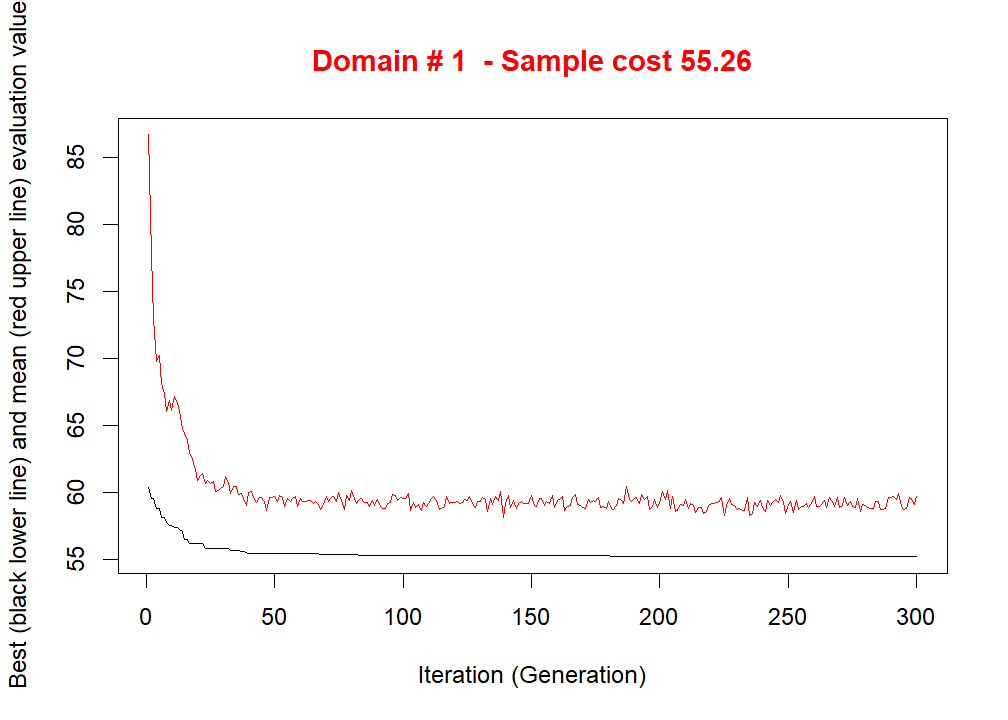 Domain # 1  - Sample cost 55.26
Best (black lower line) and mean (red upper line) evaluation value
85
80
75
70
65
60
55
0 50 100 150 200 250 300
Iteration (Generation)